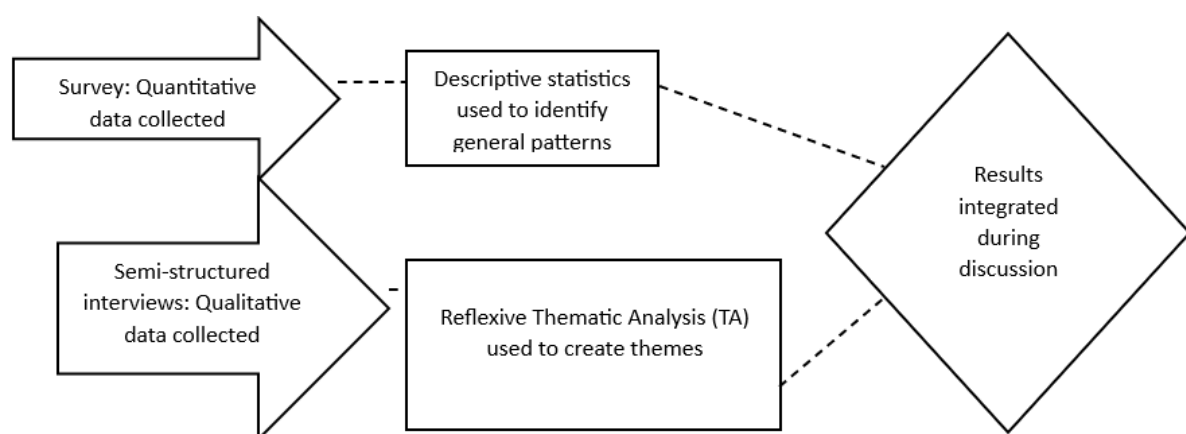 Survey: Quantitative
data collected
Descriptive statistics
used to identify
general patterns
Semi-structured
interviews: Qualitative
data collected
Reflexive Thematic Analysis (TA)
used to create themes
Results
integrated
during
discussion